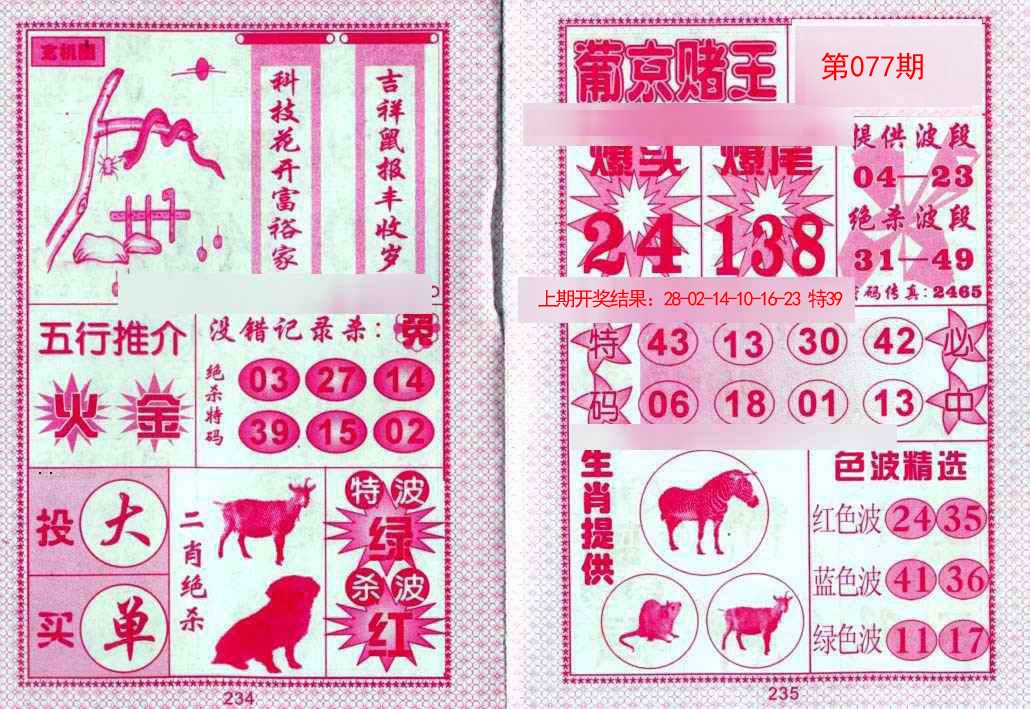 玄机图
科技花开富裕家
吉祥鼠报丰收岁
五行推介
火 金
没错记录杀:
绝杀特码
03 27 14
39 15 02
投 大
买 单
二肖绝杀
特波
绿
杀波
红
234
葡京赌王
第077期
爆头 爆尾
24 138
提供波段
04—23
绝杀波段
31—49
密码传真:2465
上期开奖结果：28-02-14-10-16-23 特39
特码
43 13 30 42
06 18 01 13
必中
生肖提供
色波精选
红色波 24 35
蓝色波 41 36
绿色波 11 17
235